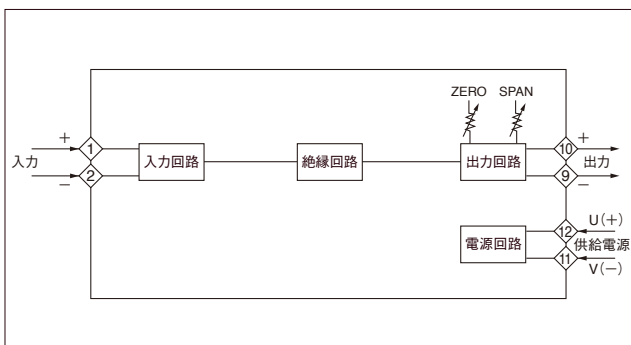 ZERO SPAN
+ 1 10 +
入力 入力回路 絶縁回路 出力回路 出力
− 2 9 −
12 U(+)
電源回路 供給電源
11 V(−)